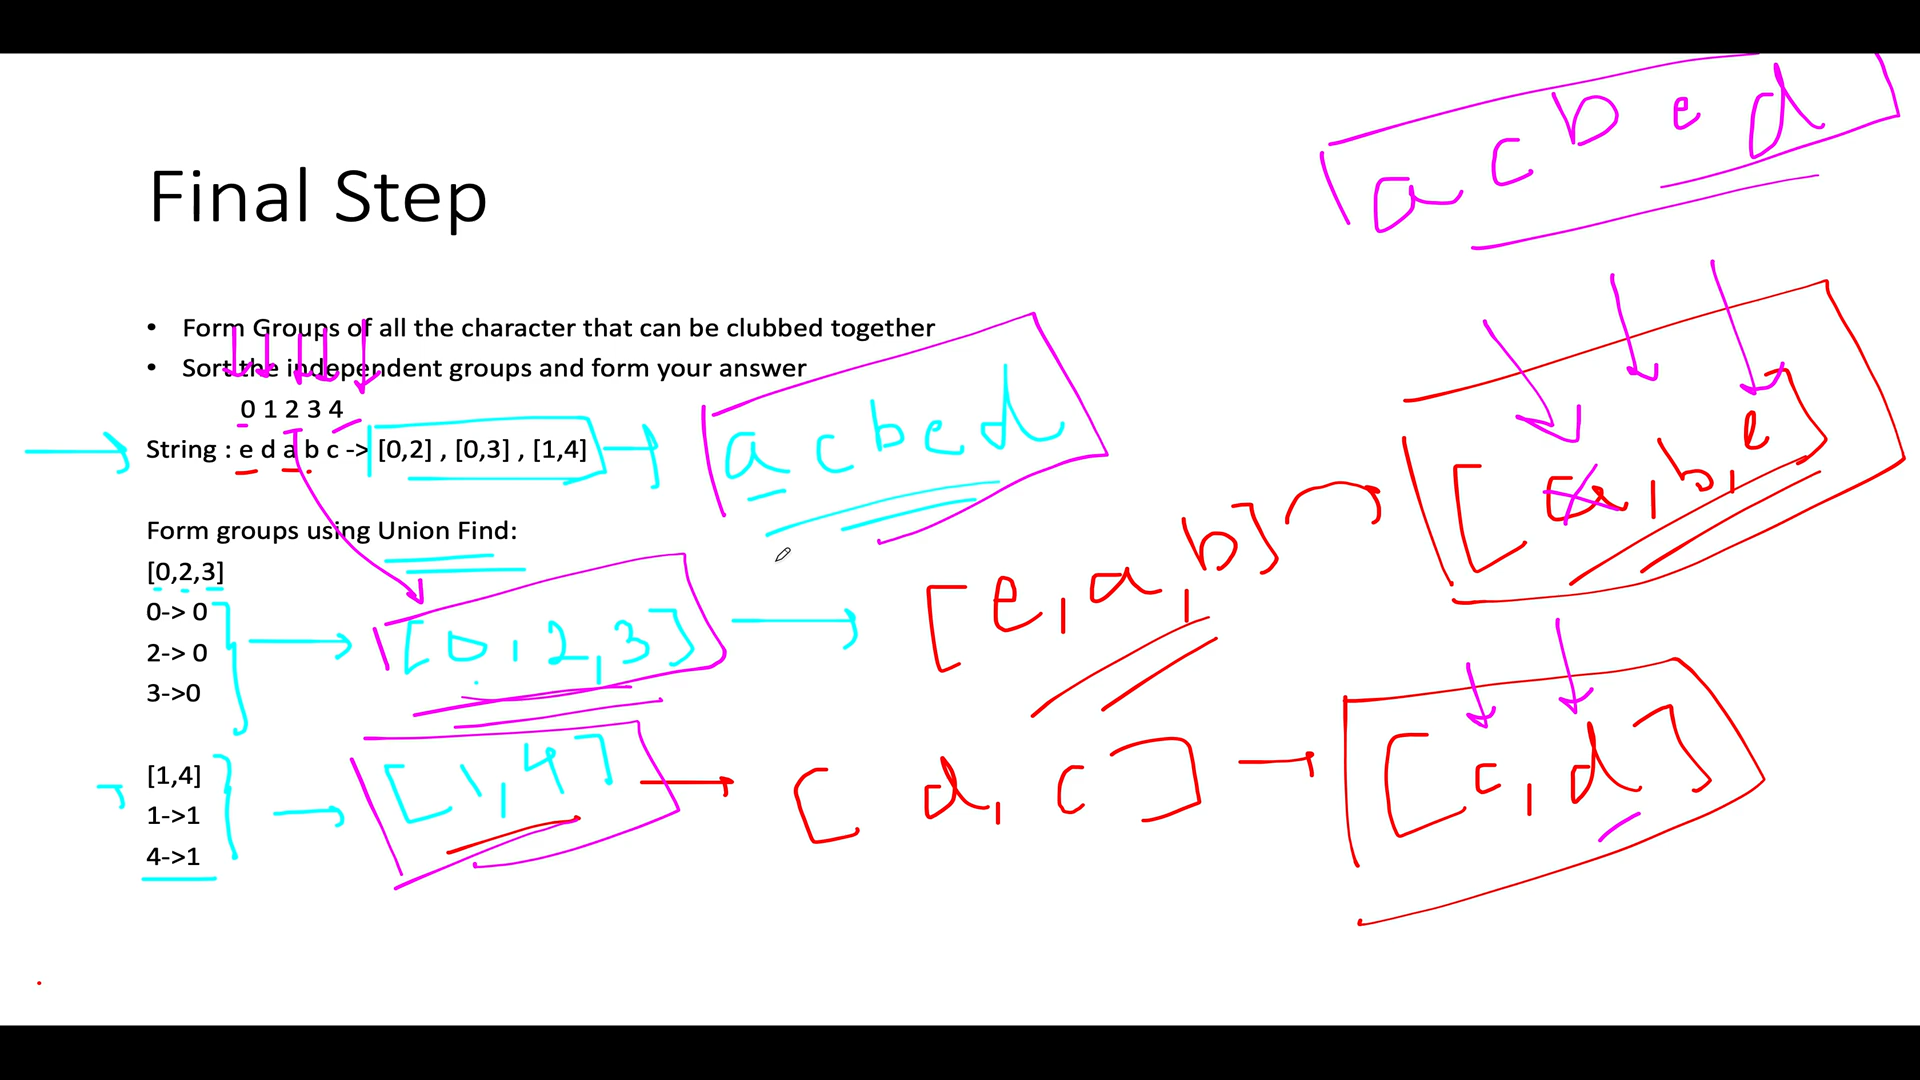 a c b e d
Final Step
• Form Groups of all the character that can be clubbed together
• Sort the independent groups and form your answer
0 1 2 3 4
String : e d a b c -> [0,2] , [0,3] , [1,4]
a c b e d
[a, b, e]
Form groups using Union Find:
[0,2,3]
0-> 0
2-> 0
3->0
[0, 2, 3]
[e, a, b]
[1,4]
1->1
4->1
[1, 4]
[d, c]
[c, d]